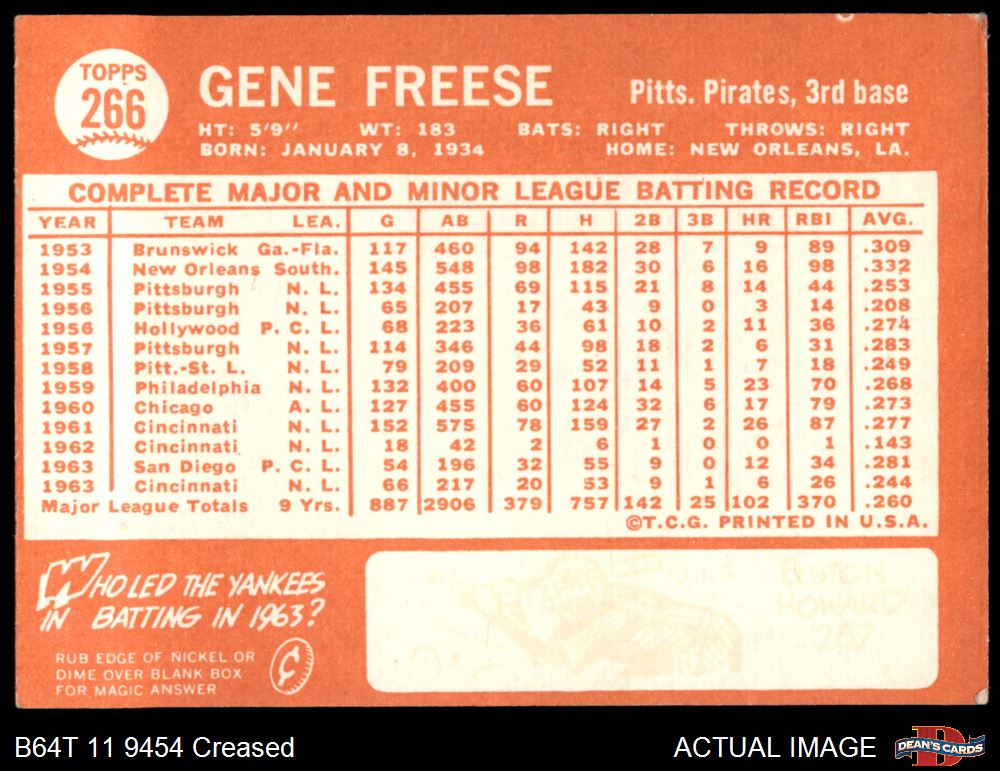 TOPPS
266
GENE FREESE
Pitts. Pirates, 3rd base
HT: 5'9" WT: 183 BATS: RIGHT THROWS: RIGHT
BORN: JANUARY 8, 1934 HOME: NEW ORLEANS, LA.
COMPLETE MAJOR AND MINOR LEAGUE BATTING RECORD
YEAR TEAM LEA. G AB R H 2B 3B HR RBI AVG.
1953 Brunswick Ga.-Fla. 117 460 94 142 28 7 9 89 .309
1954 New Orleans South. 145 548 98 182 30 6 16 98 .332
1955 Pittsburgh N. L. 134 455 69 115 21 8 14 44 .253
1956 Pittsburgh N. L. 65 207 17 43 9 0 3 14 .208
1956 Hollywood P. C. L. 68 223 36 61 10 2 11 36 .274
1957 Pittsburgh N. L. 114 346 44 98 18 2 6 31 .283
1958 Pitt.-St. L. N. L. 79 209 29 52 11 1 7 18 .249
1959 Philadelphia N. L. 132 400 60 107 14 5 23 70 .268
1960 Chicago A. L. 127 455 60 124 32 6 17 79 .273
1961 Cincinnati N. L. 152 575 78 159 27 2 26 87 .277
1962 Cincinnati N. L. 18 42 2 6 1 0 0 1 .143
1963 San Diego P. C. L. 54 196 32 55 9 0 12 34 .281
1963 Cincinnati N. L. 66 217 20 53 9 1 6 26 .244
Major League Totals 9 Yrs. 887 2906 379 757 142 25 102 370 .260
©T.C.G. PRINTED IN U.S.A.
WHO LED THE YANKEES
IN BATTING IN 1963?
RUB EDGE OF NICKEL OR
DIME OVER BLANK BOX
FOR MAGIC ANSWER
¢
ELSTON
HOWARD
287
B64T 11 9454 Creased
ACTUAL IMAGE
DEAN'S CARDS